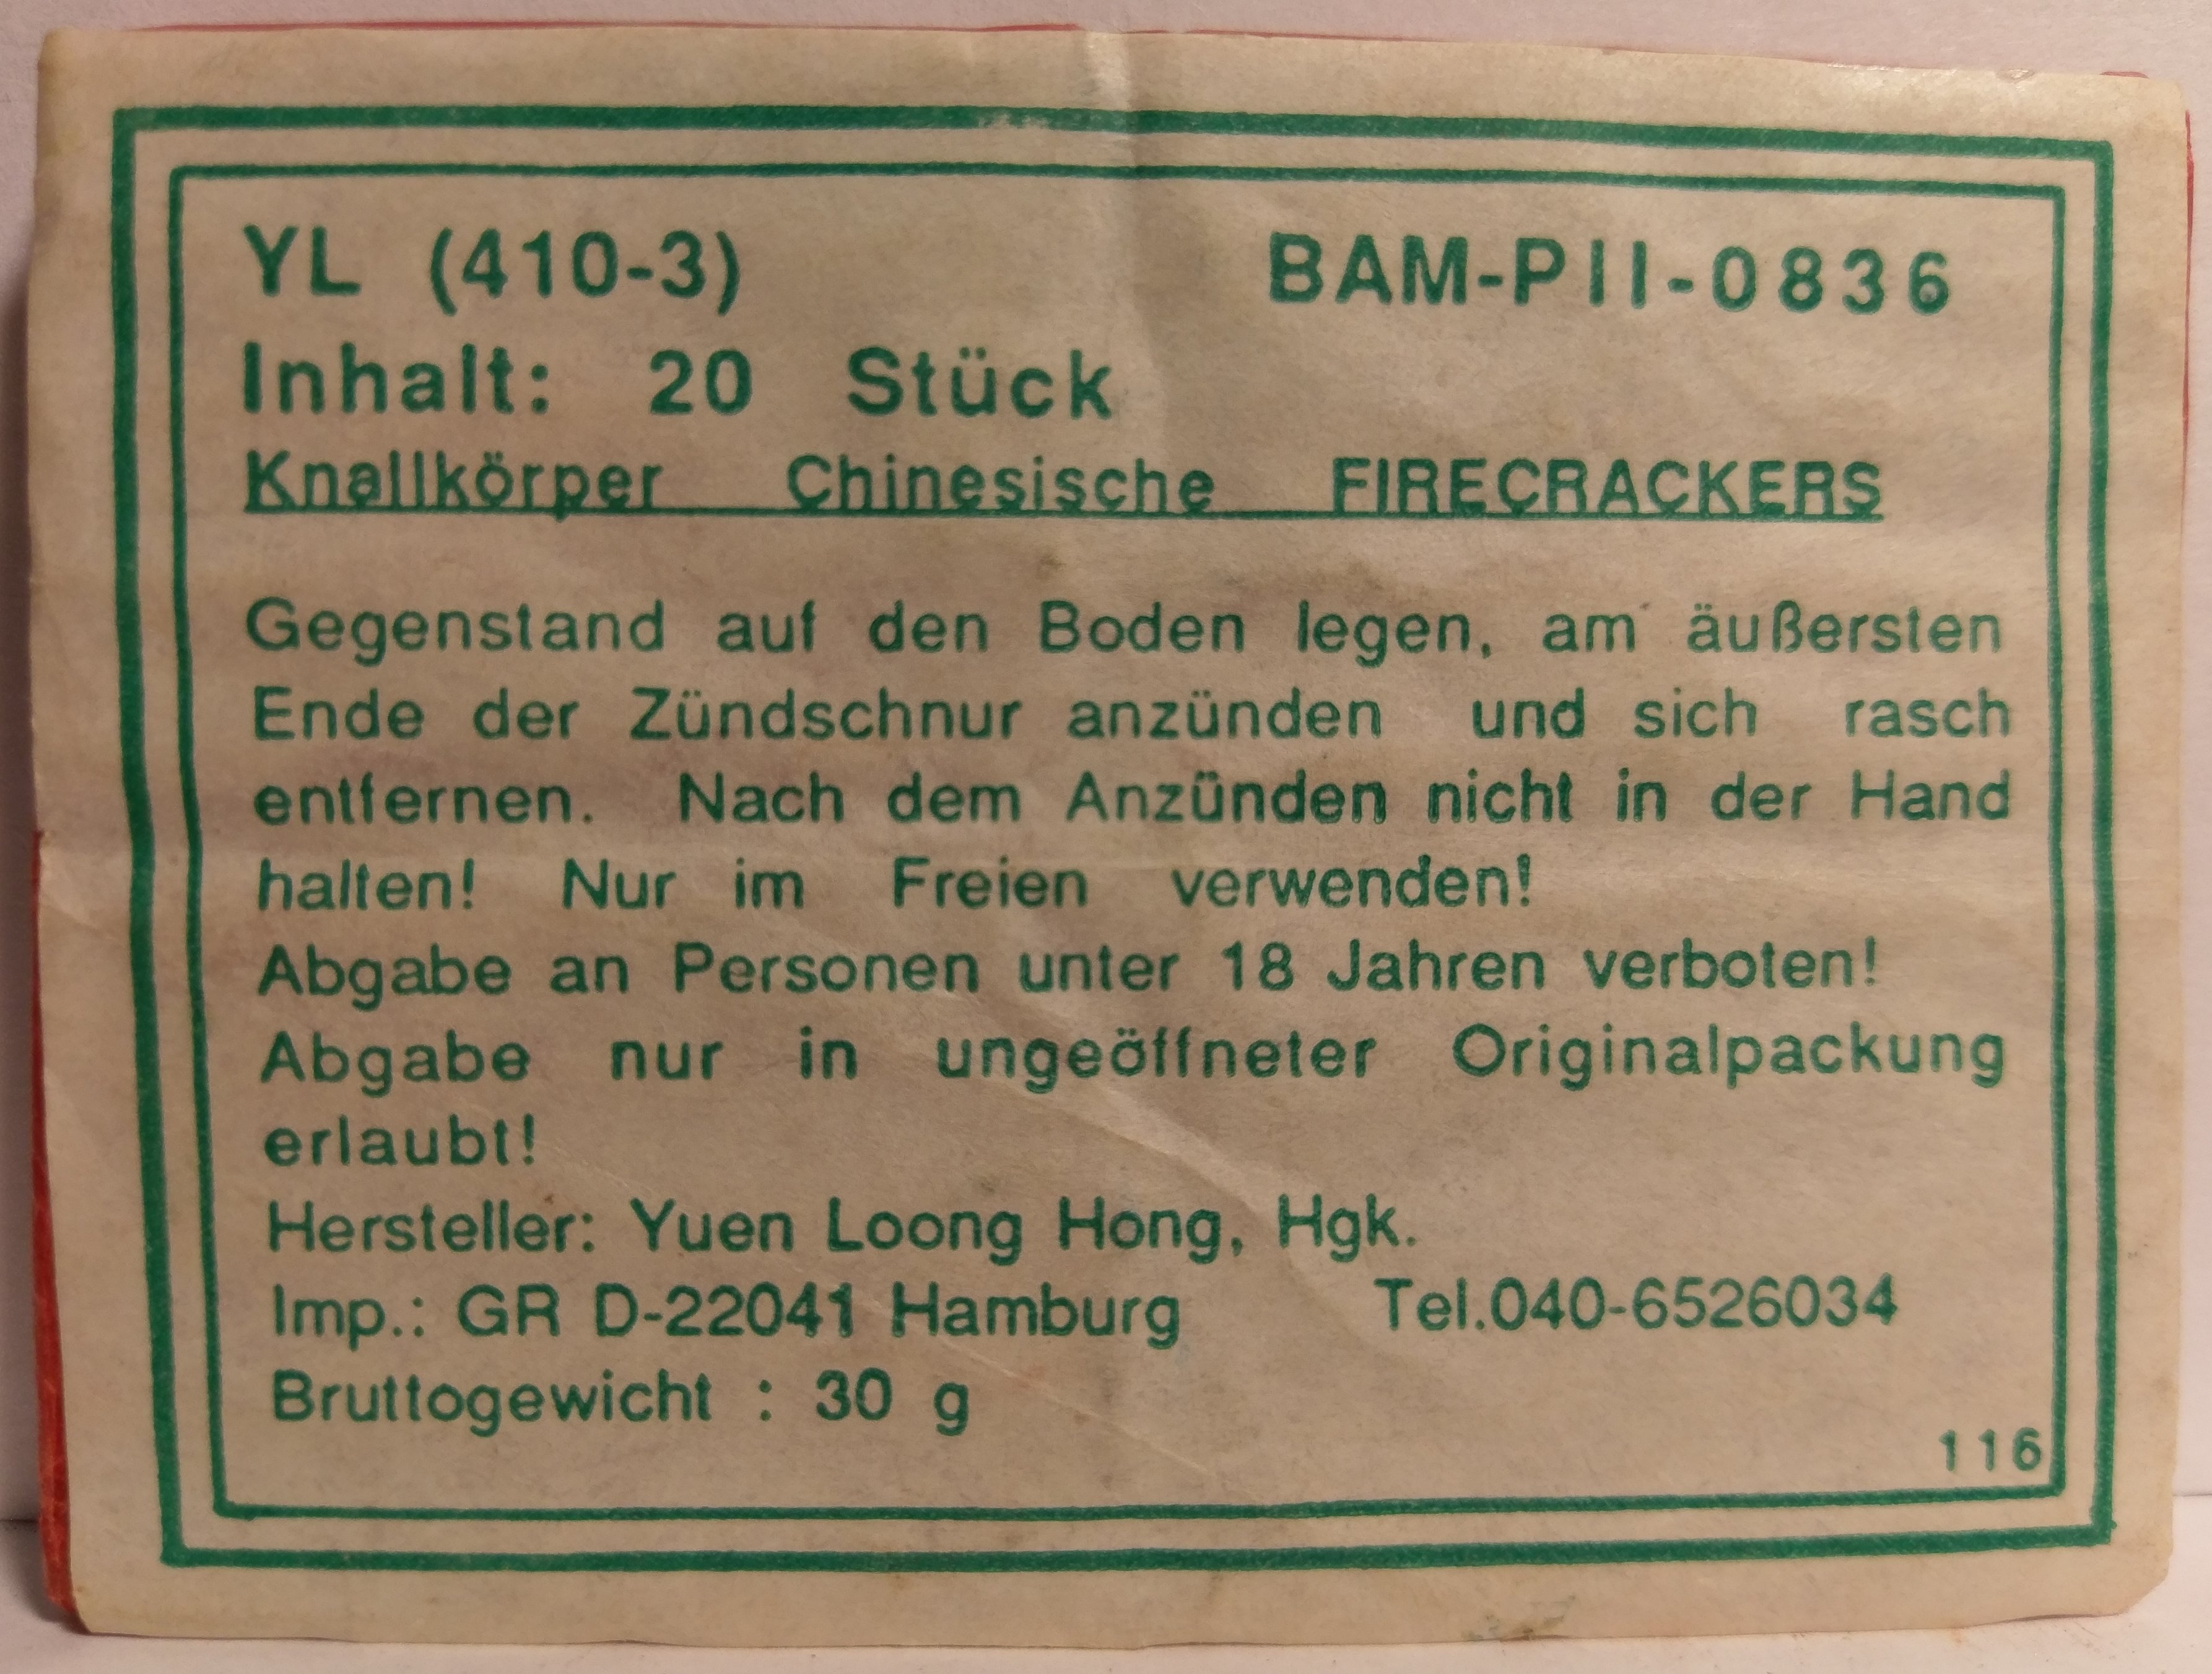 YL (410-3) BAM-PII-0836
Inhalt: 20 Stück
Knallkörper Chinesische FIRECRACKERS
Gegenstand auf den Boden legen, am äußersten
Ende der Zündschnur anzünden und sich rasch
entfernen. Nach dem Anzünden nicht in der Hand
halten! Nur im Freien verwenden!
Abgabe an Personen unter 18 Jahren verboten!
Abgabe nur in ungeöffneter Originalpackung
erlaubt!
Hersteller: Yuen Loong Hong, Hgk.
Imp.: GR D-22041 Hamburg Tel.040-6526034
Bruttogewicht : 30 g
116